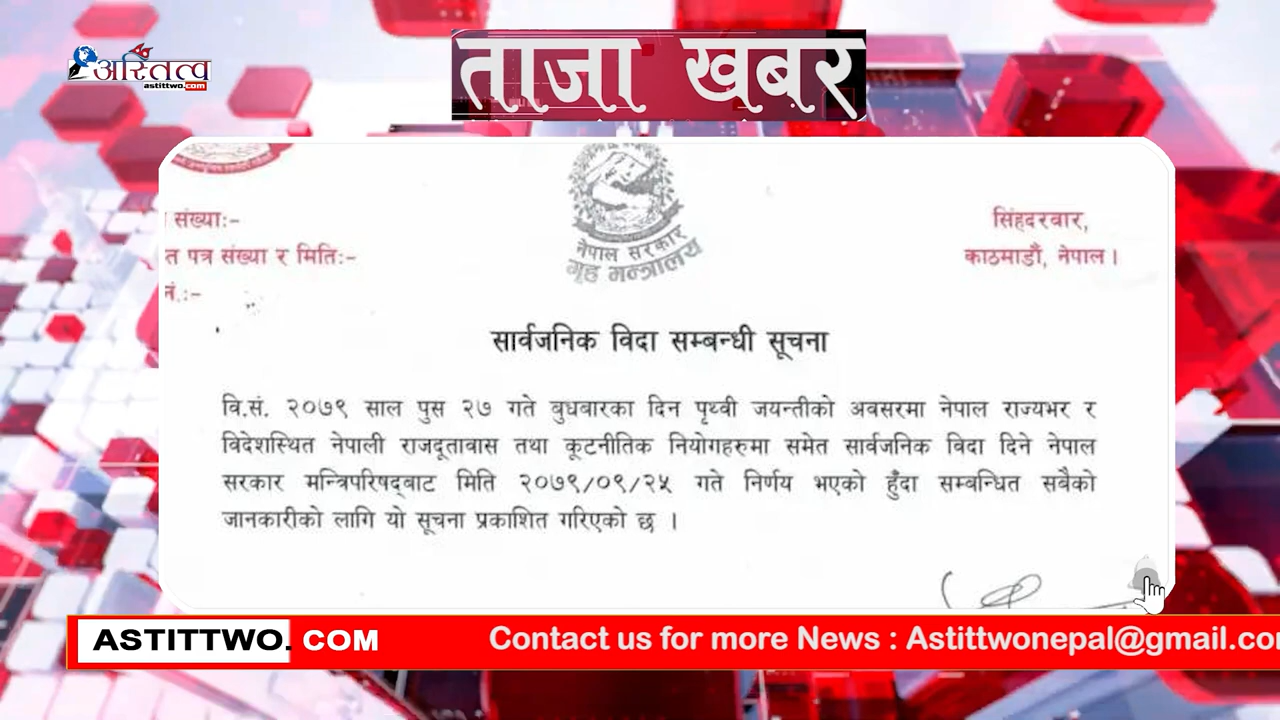 अस्तित्व
astittwo.com
ताजा खबर
संख्याः-
त पत्र संख्या र मितिः-
नं.ः-
नेपाल सरकार
गृह मन्त्रालय
सिंहदरवार,
काठमाडौं, नेपाल।
सार्वजनिक विदा सम्बन्धी सूचना
वि.सं. २०७९ साल पुस २७ गते बुधबारका दिन पृथ्वी जयन्तीको अवसरमा नेपाल राज्यभर र
विदेशस्थित नेपाली राजदूतावास तथा कूटनीतिक नियोगहरुमा समेत सार्वजनिक विदा दिने नेपाल
सरकार मन्त्रिपरिषद्बाट मिति २०७९/०९/२५ गते निर्णय भएको हुँदा सम्बन्धित सबैको
जानकारीको लागि यो सूचना प्रकाशित गरिएको छ ।
ASTITTWO. COM
Contact us for more News : Astittwonepal@gmail.co